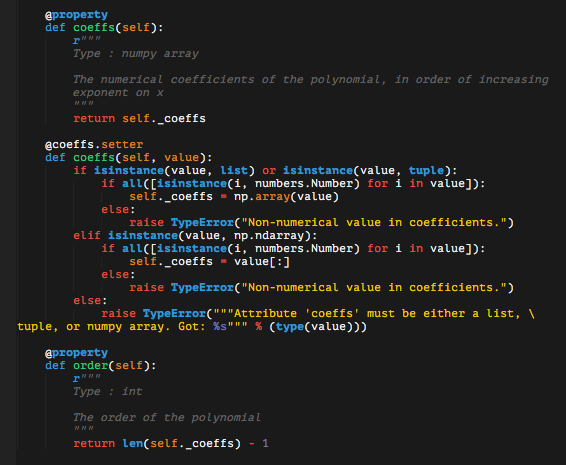 @property
def coeffs(self):
r"""
Type : numpy array
The numerical coefficients of the polynomial, in order of increasing
exponent on x
"""
return self._coeffs
@coeffs.setter
def coeffs(self, value):
if isinstance(value, list) or isinstance(value, tuple):
if all([isinstance(i, numbers.Number) for i in value]):
self._coeffs = np.array(value)
else:
raise TypeError("Non-numerical value in coefficients.")
elif isinstance(value, np.ndarray):
if all([isinstance(i, numbers.Number) for i in value]):
self._coeffs = value[:]
else:
raise TypeError("Non-numerical value in coefficients.")
else:
raise TypeError("""Attribute 'coeffs' must be either a list, \
tuple, or numpy array. Got: %s""" % (type(value)))
@property
def order(self):
r"""
Type : int
The order of the polynomial
"""
return len(self._coeffs) - 1